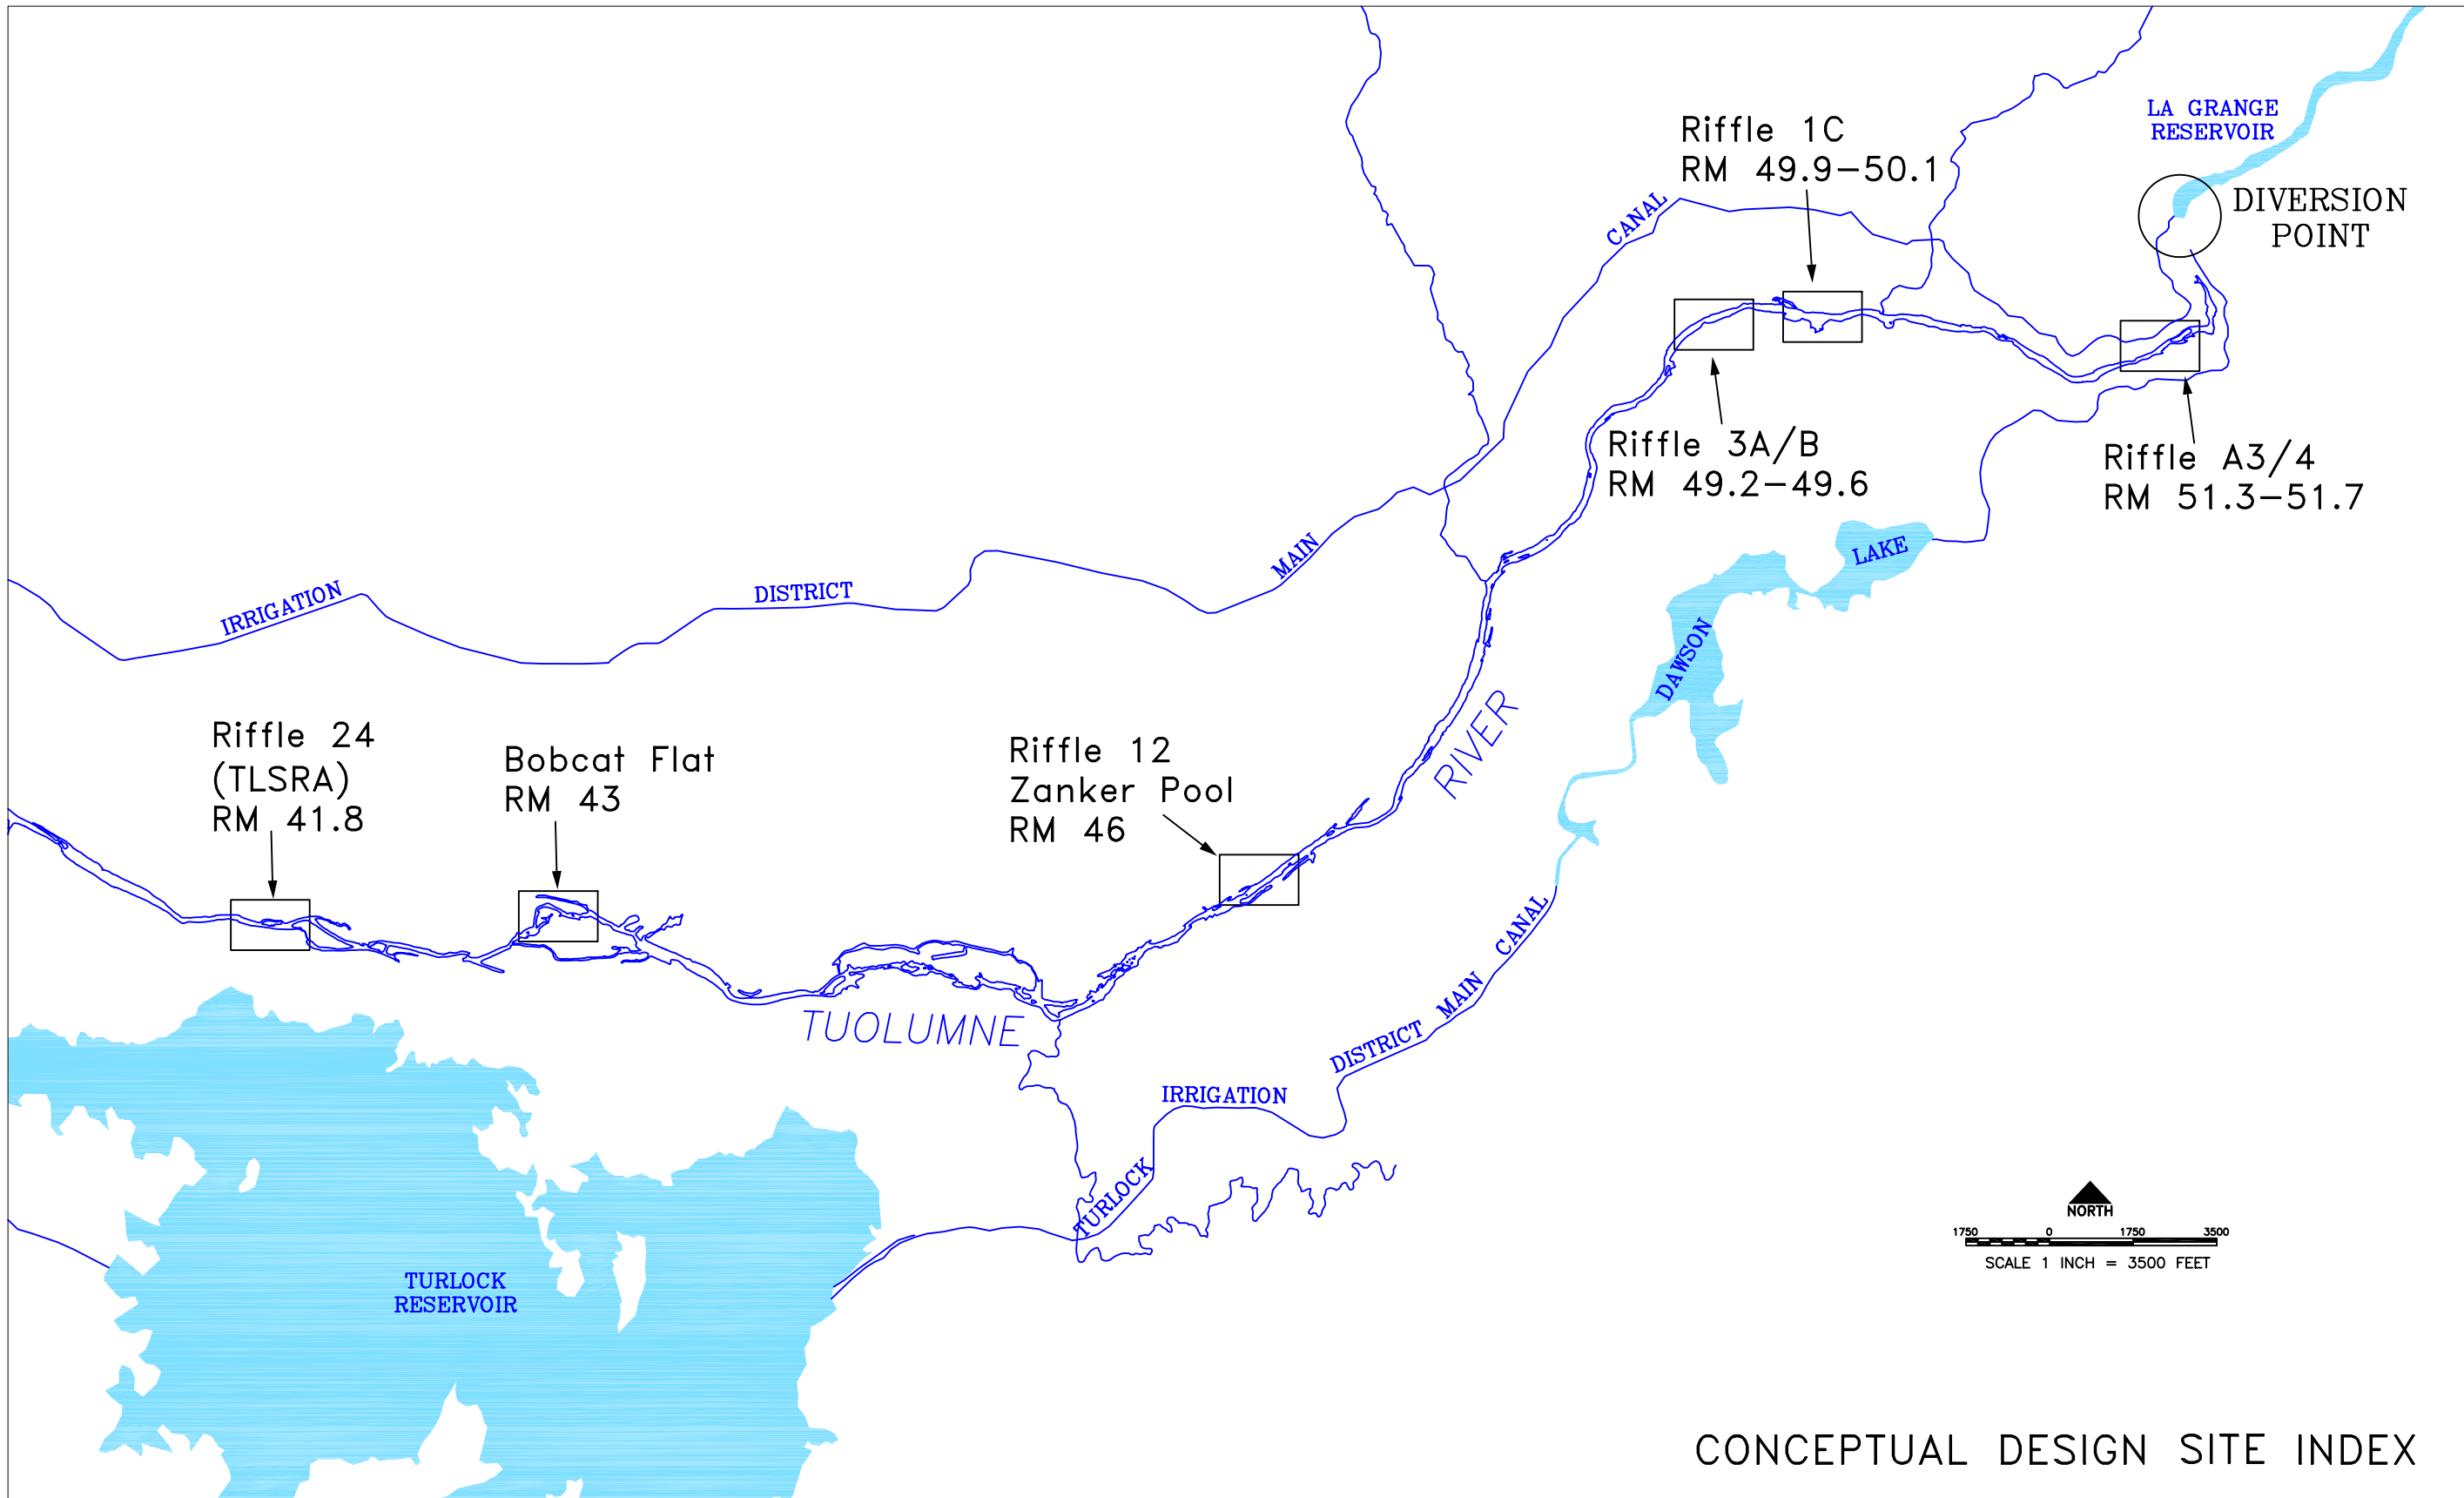 LA GRANGE
RESERVOIR
Riffle 1C
RM 49.9-50.1
DIVERSION
POINT
CANAL
Riffle 3A/B
RM 49.2-49.6
Riffle A3/4
RM 51.3-51.7
MAIN
LAKE
DISTRICT
IRRIGATION
DAWSON
Riffle 24
(TLSRA)
RM 41.8
Bobcat Flat
RM 43
Riffle 12
Zanker Pool
RM 46
RIVER
TUOLUMNE
CANAL
MAIN
DISTRICT
IRRIGATION
TURLOCK
TURLOCK
RESERVOIR
NORTH
1750 0 1750 3500
SCALE 1 INCH = 3500 FEET
CONCEPTUAL DESIGN SITE INDEX